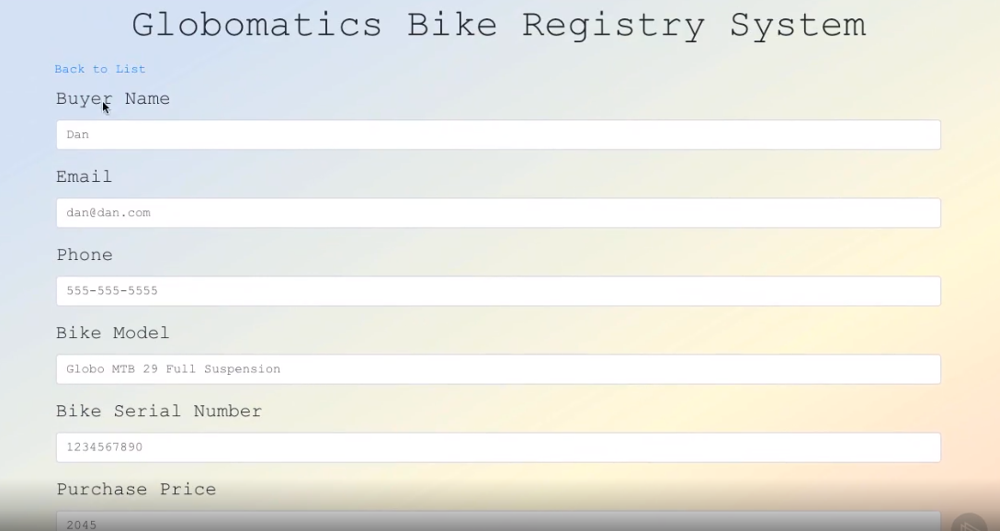 Globomatics Bike Registry System
Back to List
Buyer Name
Dan
Email
dan@dan.com
Phone
555-555-5555
Bike Model
Globo MTB 29 Full Suspension
Bike Serial Number
1234567890
Purchase Price
2045